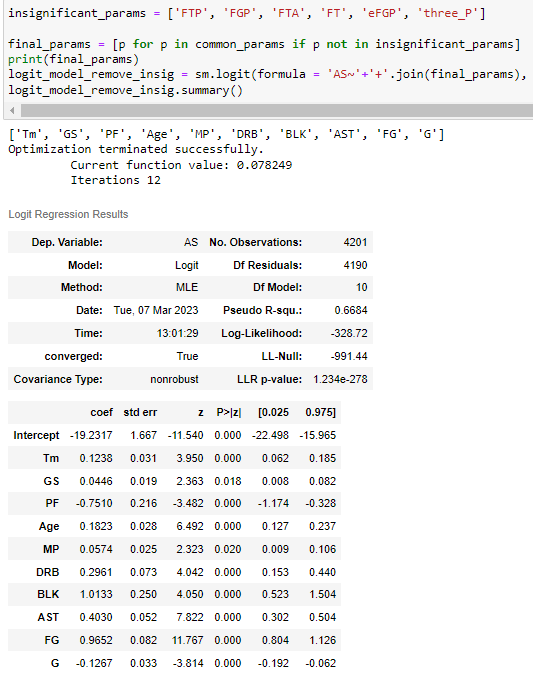 insignificant_params = ['FTP', 'FGP', 'FTA', 'FT', 'eFGP', 'three_P']
final_params = [p for p in common_params if p not in insignificant_params]
print(final_params)
logit_model_remove_insig = sm.logit(formula = 'AS~'+'+'.join(final_params),
logit_model_remove_insig.summary()
['Tm', 'GS', 'PF', 'Age', 'MP', 'DRB', 'BLK', 'AST', 'FG', 'G']
Optimization terminated successfully.
Current function value: 0.078249
Iterations 12
Logit Regression Results
Dep. Variable: AS No. Observations: 4201
Model: Logit Df Residuals: 4190
Method: MLE Df Model: 10
Date: Tue, 07 Mar 2023 Pseudo R-squ.: 0.6684
Time: 13:01:29 Log-Likelihood: -328.72
converged: True LL-Null: -991.44
Covariance Type: nonrobust LLR p-value: 1.234e-278
coef std err z P>|z| [0.025 0.975]
Intercept -19.2317 1.667 -11.540 0.000 -22.498 -15.965
Tm 0.1238 0.031 3.950 0.000 0.062 0.185
GS 0.0446 0.019 2.363 0.018 0.008 0.082
PF -0.7510 0.216 -3.482 0.000 -1.174 -0.328
Age 0.1823 0.028 6.492 0.000 0.127 0.237
MP 0.0574 0.025 2.323 0.020 0.009 0.106
DRB 0.2961 0.073 4.042 0.000 0.153 0.440
BLK 1.0133 0.250 4.050 0.000 0.523 1.504
AST 0.4030 0.052 7.822 0.000 0.302 0.504
FG 0.9652 0.082 11.767 0.000 0.804 1.126
G -0.1267 0.033 -3.814 0.000 -0.192 -0.062